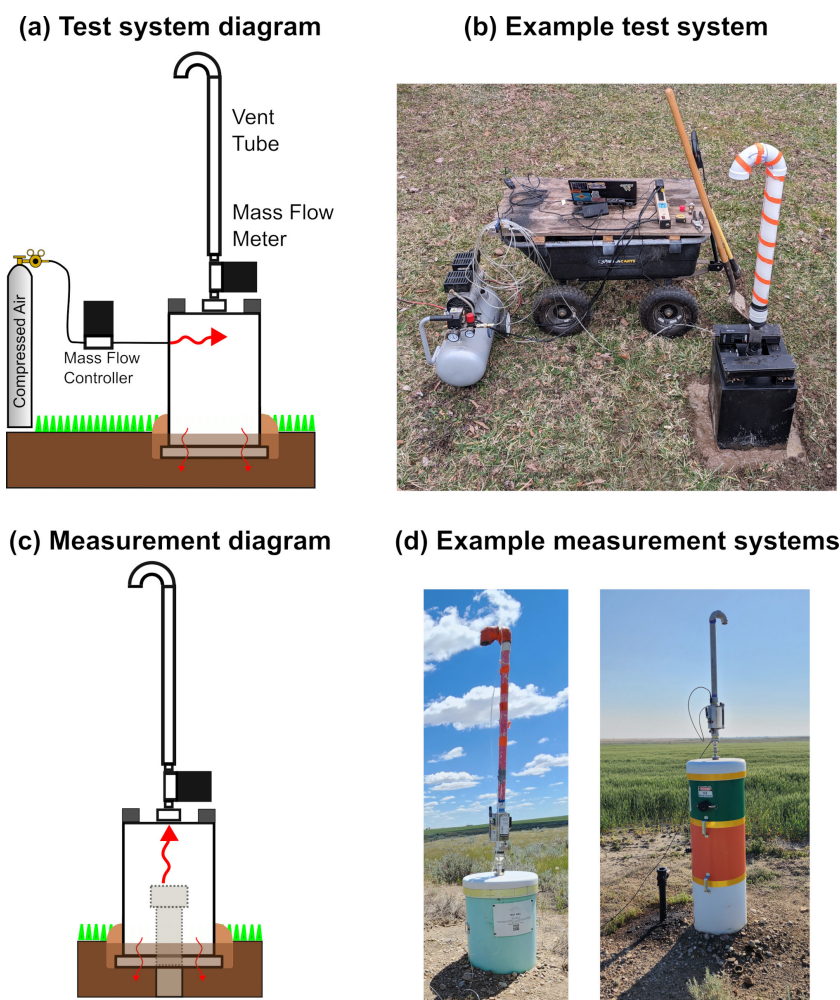 (a) Test system diagram
(b) Example test system
Vent
Tube
Mass Flow
Meter
Compressed Air
Mass Flow
Controller
(c) Measurement diagram
(d) Example measurement systems